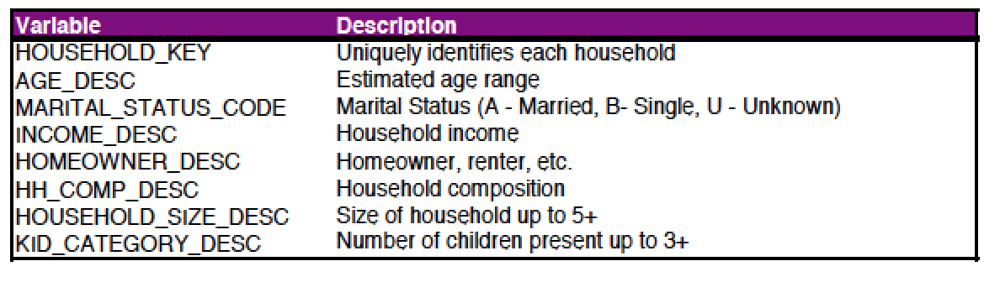 Variable Description
HOUSEHOLD_KEY Uniquely identifies each household
AGE_DESC Estimated age range
MARITAL_STATUS_CODE Marital Status (A - Married, B- Single, U - Unknown)
INCOME_DESC Household income
HOMEOWNER_DESC Homeowner, renter, etc.
HH_COMP_DESC Household composition
HOUSEHOLD_SIZE_DESC Size of household up to 5+
KID_CATEGORY_DESC Number of children present up to 3+